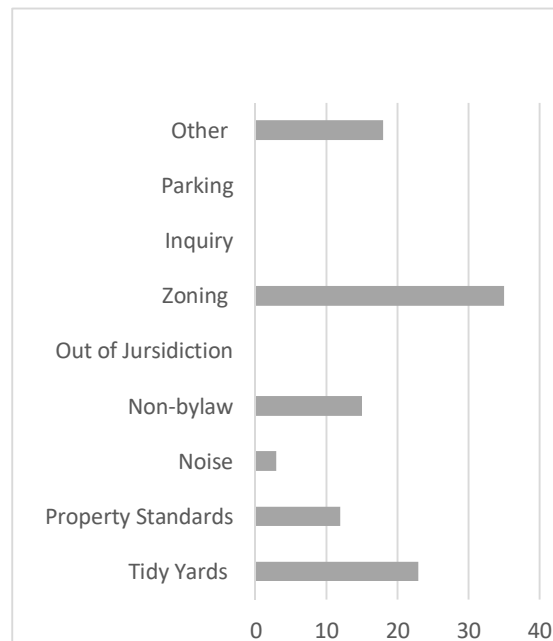 Other
Parking
Inquiry
Zoning
Out of Jursidiction
Non-bylaw
Noise
Property Standards
Tidy Yards
0 10 20 30 40